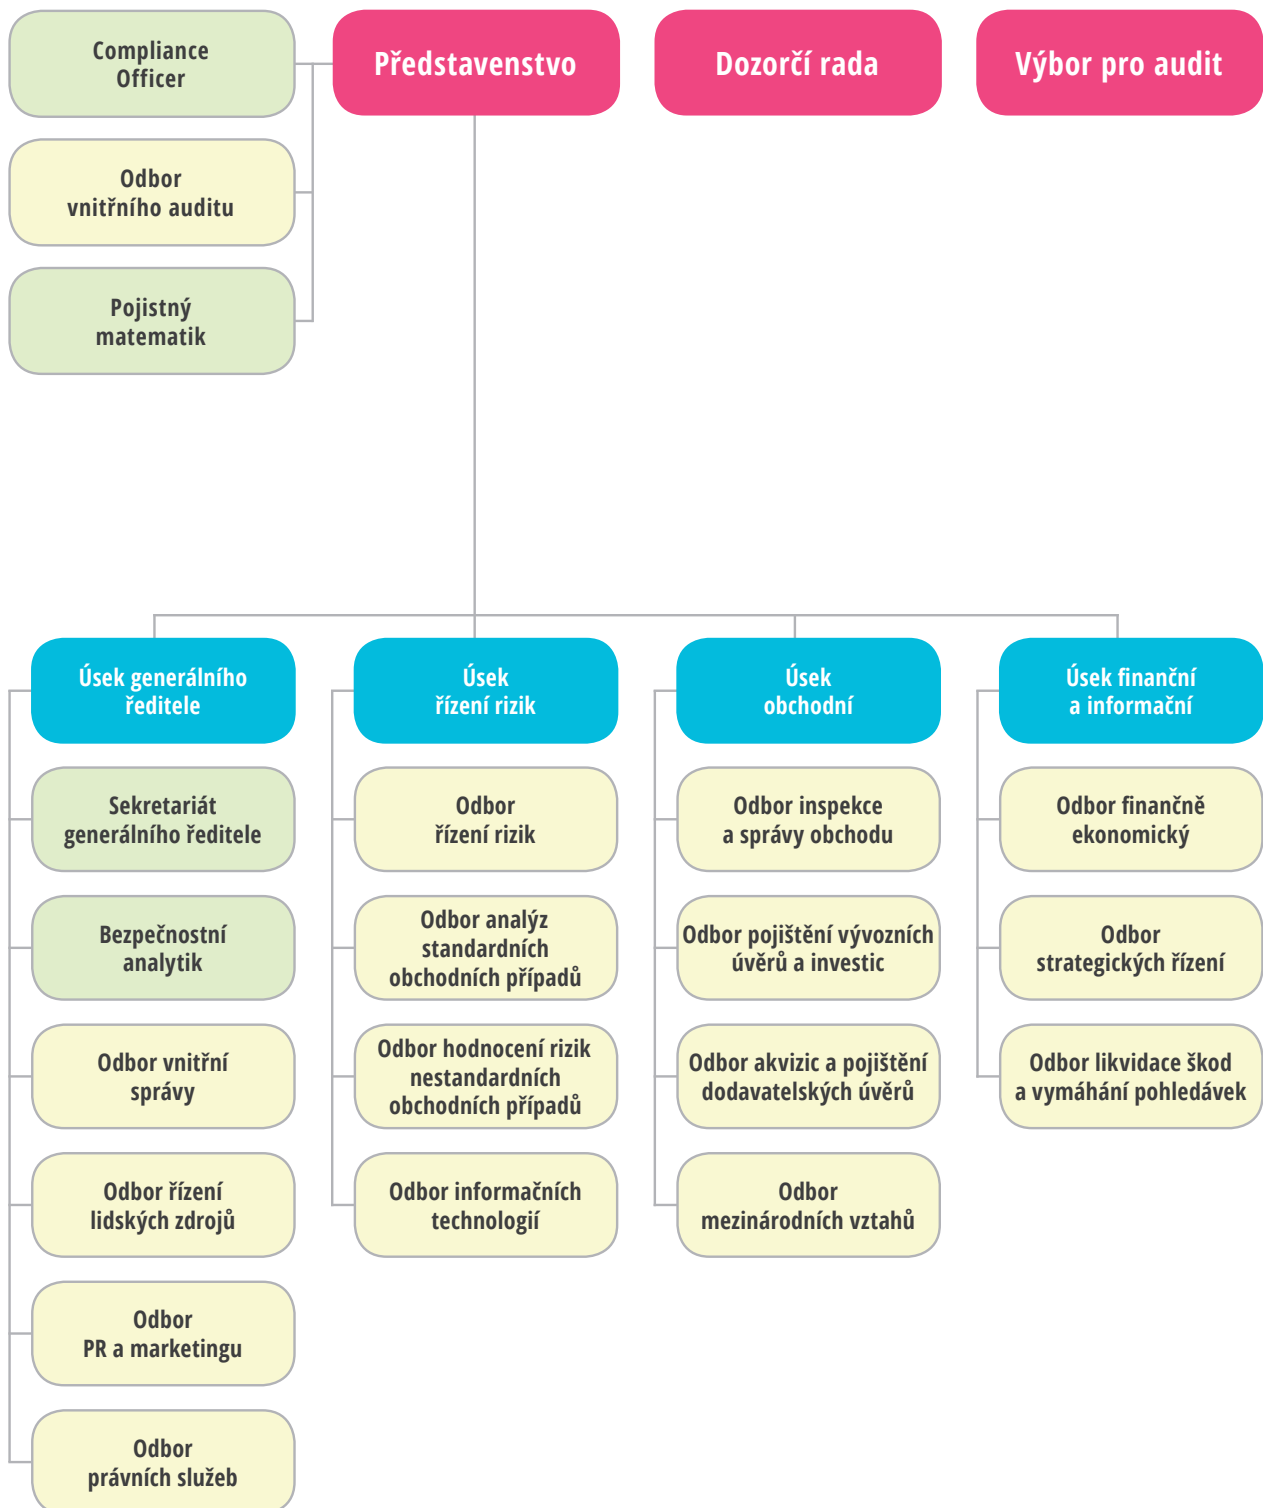 Compliance
Officer
Představenstvo
Dozorčí rada
Výbor pro audit
Odbor
vnitřního auditu
Pojistný
matematik
Úsek generálního
ředitele
Sekretariát
generálního ředitele
Bezpečnostní
analytik
Odbor vnitřní
správy
Odbor řízení
lidských zdrojů
Odbor
PR a marketingu
Odbor
právních služeb
Úsek
řízení rizik
Odbor
řízení rizik
Odbor analýz
standardních
obchodních případů
Odbor hodnocení rizik
nestandardních
obchodních případů
Odbor informačních
technologií
Úsek
obchodní
Odbor inspekce
a správy obchodu
Odbor pojištění vývozních
úvěrů a investic
Odbor akvizic a pojištění
dodavatelských úvěrů
Odbor
mezinárodních vztahů
Úsek finanční
a informační
Odbor finančně
ekonomický
Odbor
strategických řízení
Odbor likvidace škod
a vymáhání pohledávek